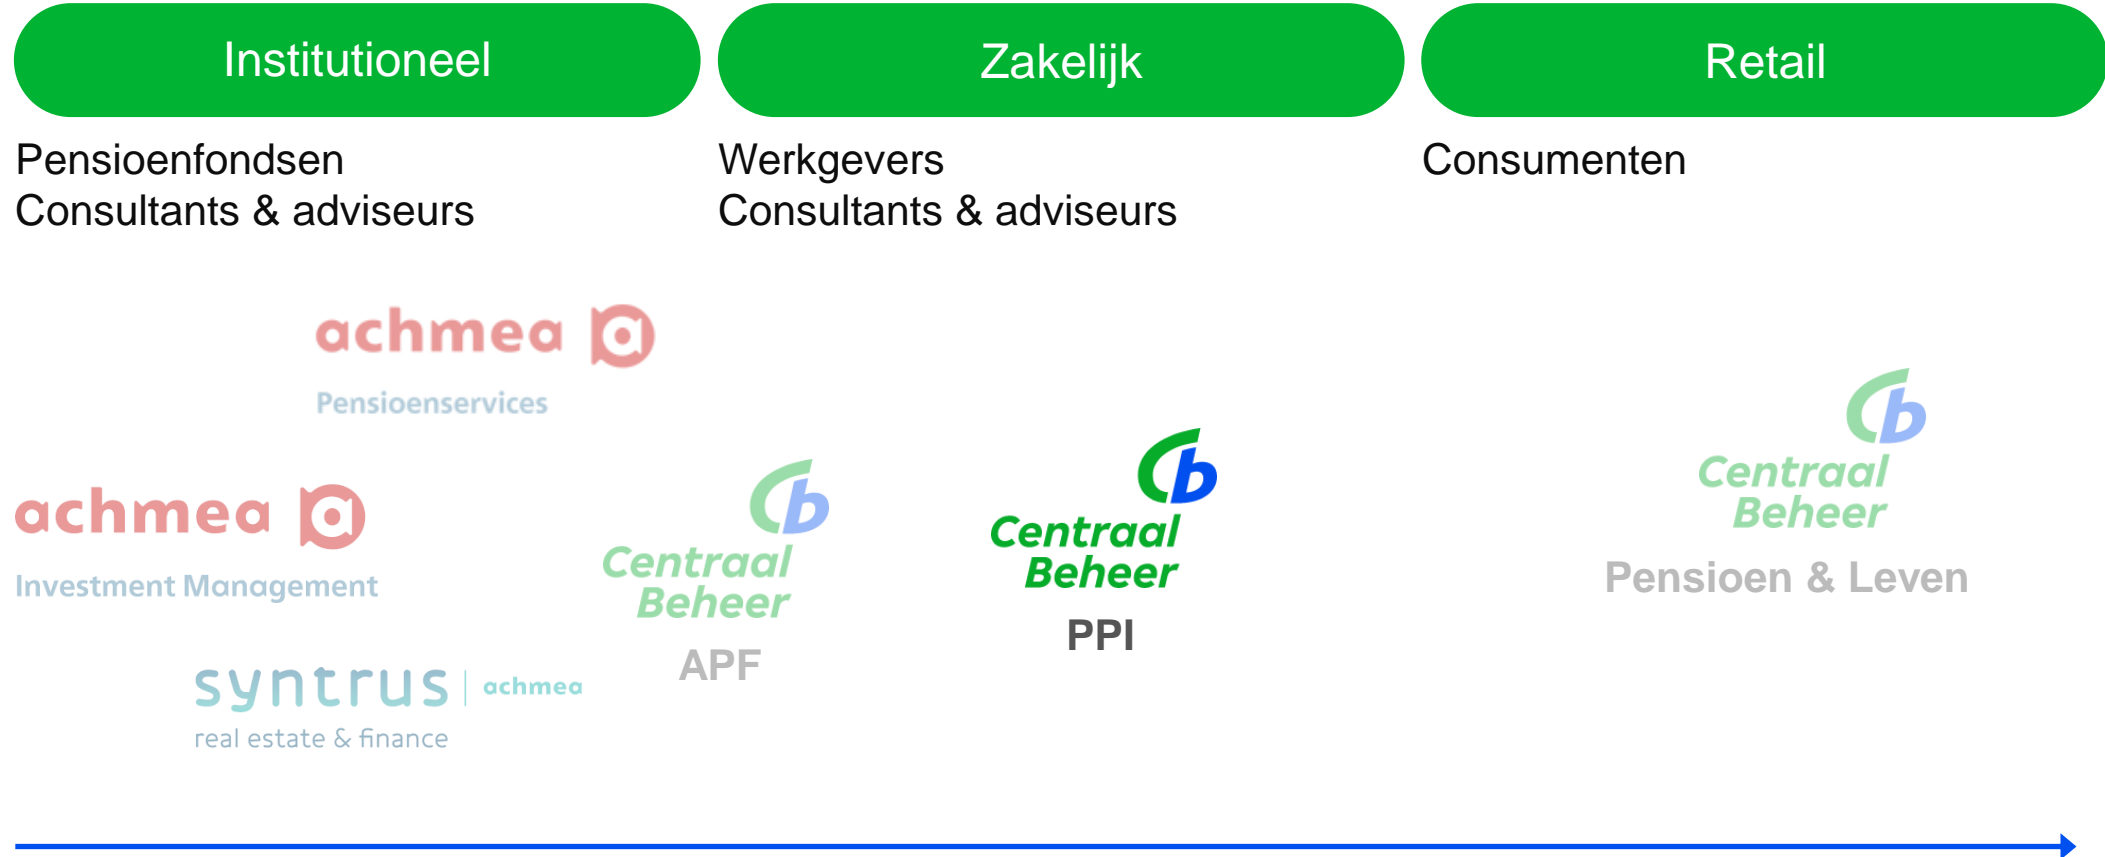 Institutioneel
Zakelijk
Retail
Pensioenfondsen
Consultants & adviseurs
Werkgevers
Consultants & adviseurs
Consumenten
achmea
Pensioenservices
achmea
Investment Management
syntrus | achmea
real estate & finance
Centraal
Beheer
APF
Centraal
Beheer
PPI
Centraal
Beheer
Pensioen & Leven